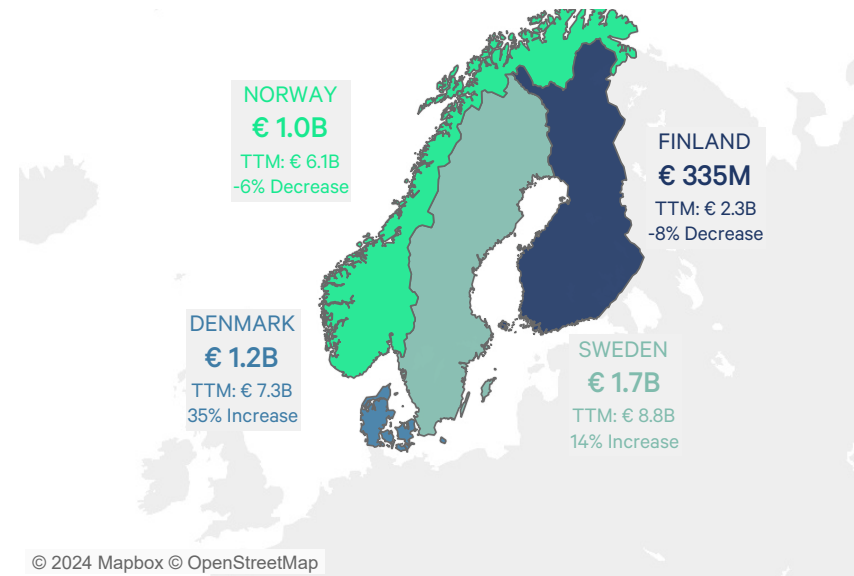 NORWAY
€ 1.0B
TTM: € 6.1B
-6% Decrease
FINLAND
€ 335M
TTM: € 2.3B
-8% Decrease
DENMARK
€ 1.2B
TTM: € 7.3B
35% Increase
SWEDEN
€ 1.7B
TTM: € 8.8B
14% Increase
© 2024 Mapbox © OpenStreetMap